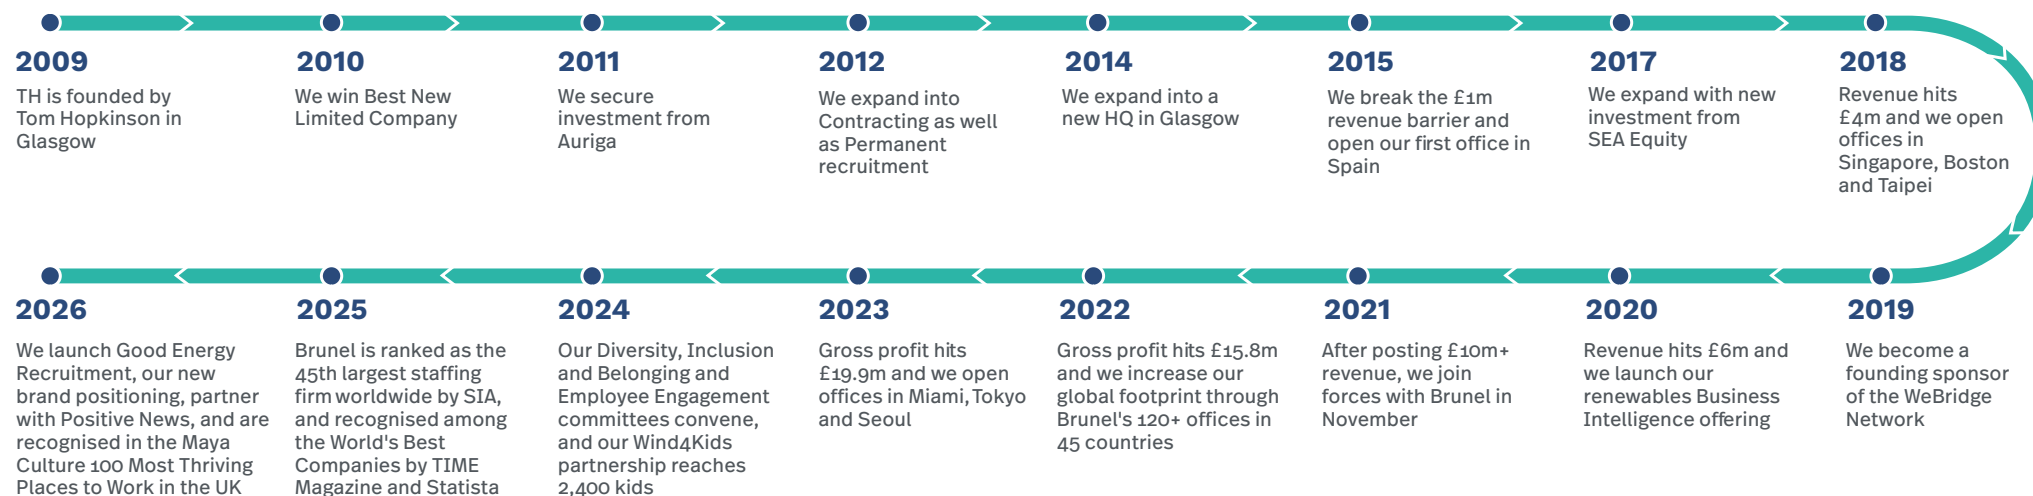 2009
TH is founded by
Tom Hopkinson in
Glasgow
2010
We win Best New
Limited Company
2011
We secure
investment from
Auriga
2012
We expand into
Contracting as well
as Permanent
recruitment
2014
We expand into a
new HQ in Glasgow
2015
We break the £1m
revenue barrier and
open our first office in
Spain
2017
We expand with new
investment from
SEA Equity
2018
Revenue hits
£4m and we open
offices in
Singapore, Boston
and Taipei
2026
We launch Good Energy
Recruitment, our new
brand positioning, partner
with Positive News, and are
recognised in the Maya
Culture 100 Most Thriving
Places to Work in the UK
2025
Brunel is ranked as the
45th largest staffing
firm worldwide by SIA,
and recognised among
the World's Best
Companies by TIME
Magazine and Statista
2024
Our Diversity, Inclusion
and Belonging and
Employee Engagement
committees convene,
and our Wind4Kids
partnership reaches
2,400 kids
2023
Gross profit hits
£19.9m and we open
offices in Miami, Tokyo
and Seoul
2022
Gross profit hits £15.8m
and we increase our
global footprint through
Brunel's 120+ offices in
45 countries
2021
After posting £10m+
revenue, we join
forces with Brunel in
November
2020
Revenue hits £6m and
we launch our
renewables Business
Intelligence offering
2019
We become a
founding sponsor
of the WeBridge
Network